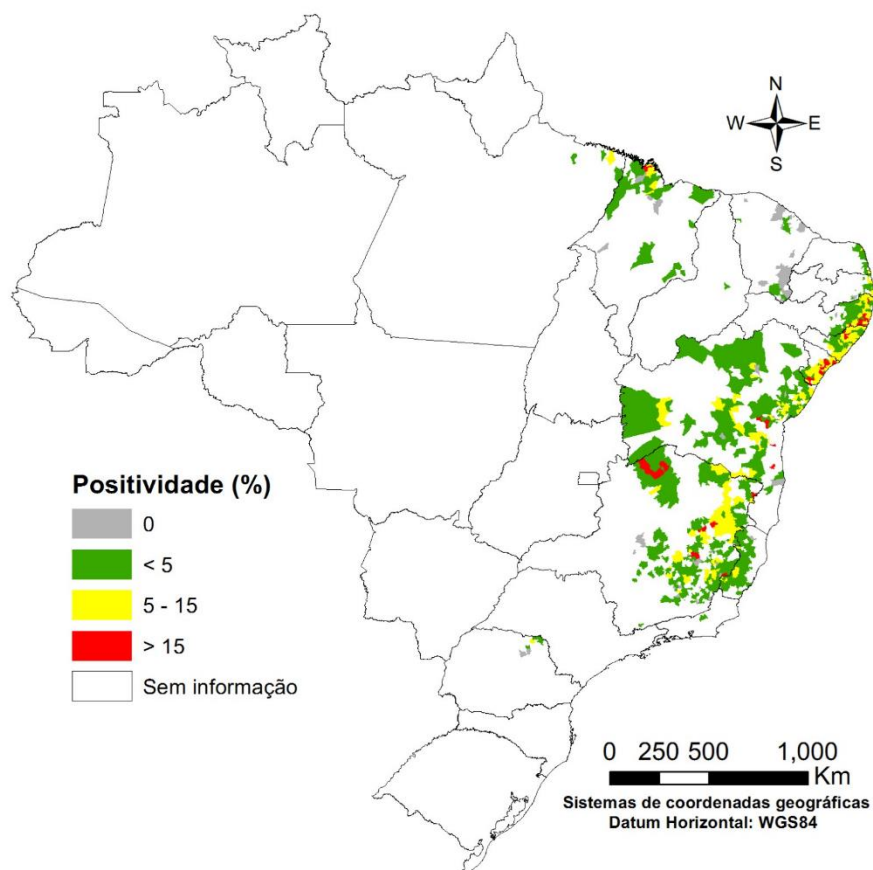 N
W E
S
Positividade (%)
0
< 5
5 - 15
> 15
Sem informação
0 250 500 1,000
Km
Sistemas de coordenadas geográficas
Datum Horizontal: WGS84